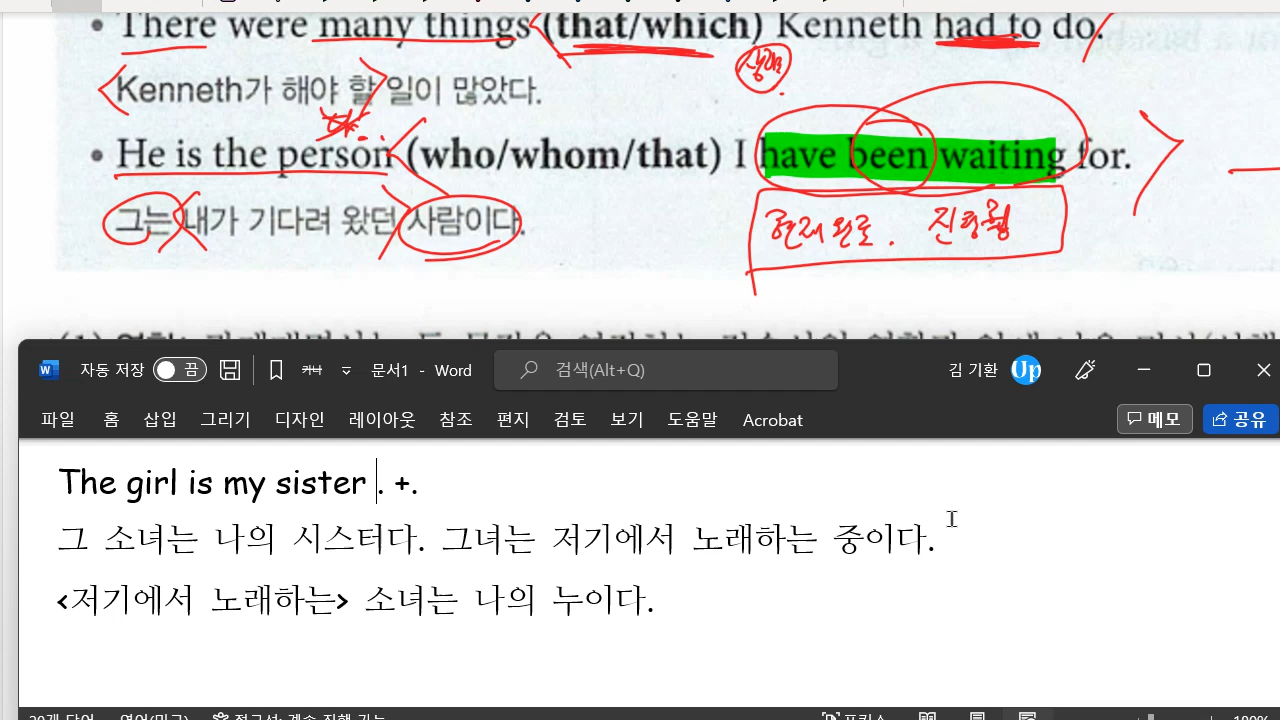 • There were many things (that/which) Kenneth had to do.
Kenneth가 해야 할 일이 많았다.
생략
• He is the person (who/whom/that) I have been waiting for.
그는 내가 기다려 왔던 사람이다.
현재완료. 진행형
자동 저장 끔 가나 문서1 - Word 검색(Alt+Q) 김 기환 Up
파일 홈 삽입 그리기 디자인 레이아웃 참조 편지 검토 보기 도움말 Acrobat 메모 공유
The girl is my sister . +.
그 소녀는 나의 시스터다. 그녀는 저기에서 노래하는 중이다.
<저기에서 노래하는> 소녀는 나의 누이다.